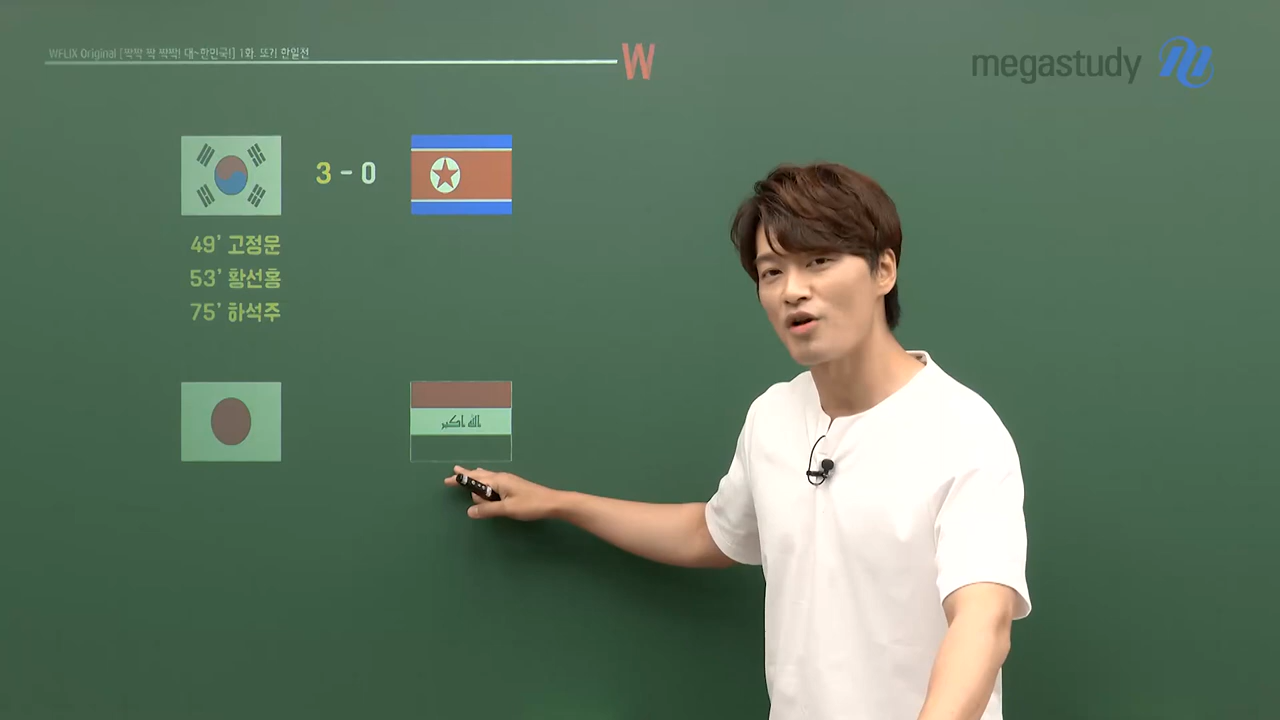 WFLIX Original [짝짝 짝 짝짝! 대~한민국!] 1화. 또기 한일전
W
megastudy
3 - 0
49’ 고정운
53’ 황선홍
75’ 하석주
الله اكبر